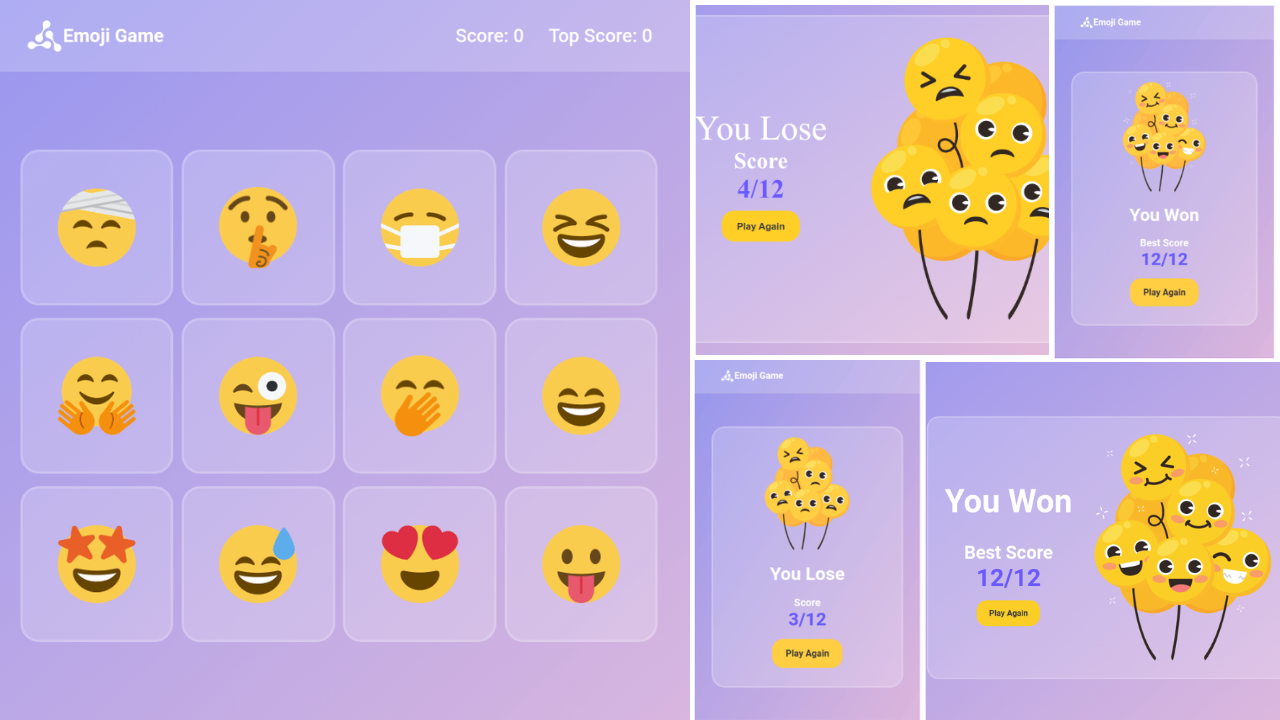 Emoji Game
Score: 0
Top Score: 0
You Lose
Score
4/12
Play Again
Emoji Game
You Won
Best Score
12/12
Play Again
Emoji Game
You Lose
Score
3/12
Play Again
You Won
Best Score
12/12
Play Again